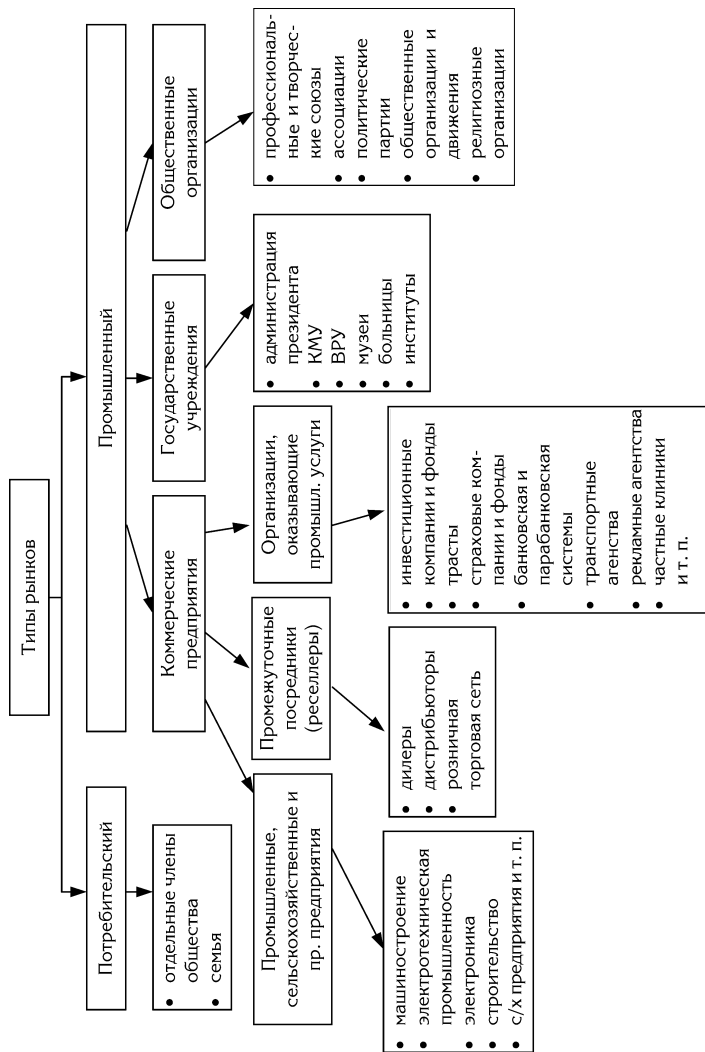 Типы рынков
Потребительский
Промышленный
• отдельные члены
общества
• семья
Коммерческие
предприятия
Государственные
учреждения
Общественные
организации
Промышленные,
сельскохозяйственные и
пр. предприятия
Промежуточные
посредники
(реселлеры)
Организации,
оказывающие
промышл. услуги
• администрация
президента
• КМУ
• ВРУ
• музеи
• больницы
• институты
• профессиональ-
ные и творчес-
кие союзы
• ассоциации
• политические
партии
• общественные
организации и
движения
• религиозные
организации
• машиностроение
• электротехническая
промышленность
• электроника
• строительство
• с/х предприятия и т. п.
• дилеры
• дистрибьюторы
• розничная
торговая сеть
• инвестиционные
• компании и фонды
• трасты
• страховые ком-
пании и фонды
• банковская и
парабанковская
системы
• транспортные
агенства
• рекламные агентства
• частные клиники
и т. п.